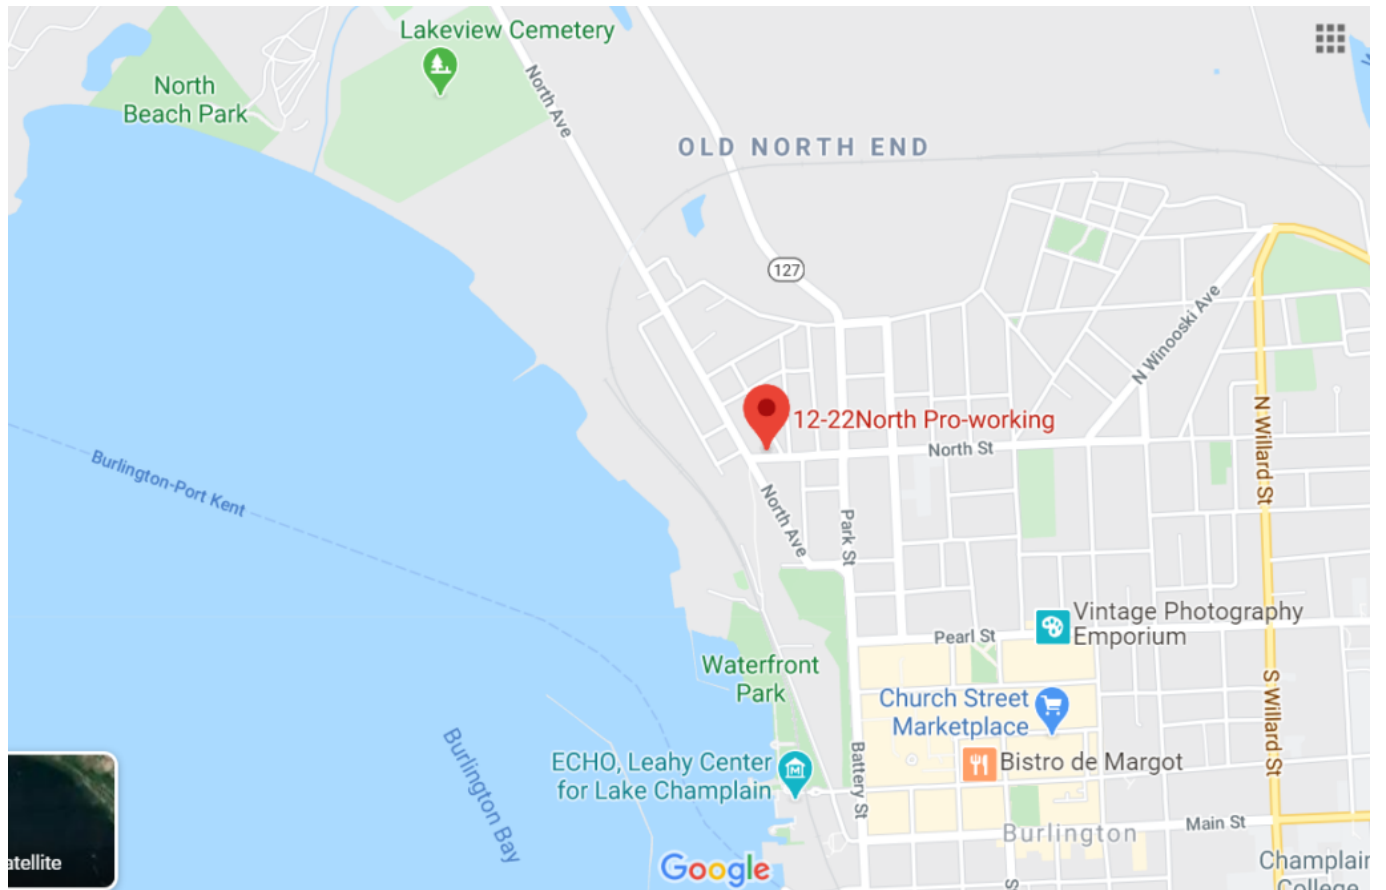 Lakeview Cemetery
North
Beach Park
North Ave
OLD NORTH END
127
N Winooski Ave
12-22North Pro-working
North St
N Willard St
Burlington-Port Kent
North Ave
Park St
Vintage Photography
Emporium
Pearl St
Waterfront
Park
Church Street
Marketplace
S Willard St
Burlington Bay
ECHO, Leahy Center
for Lake Champlain
Battery St
Bistro de Margot
Main St
Burlington
atellite
Google
Champlain
College